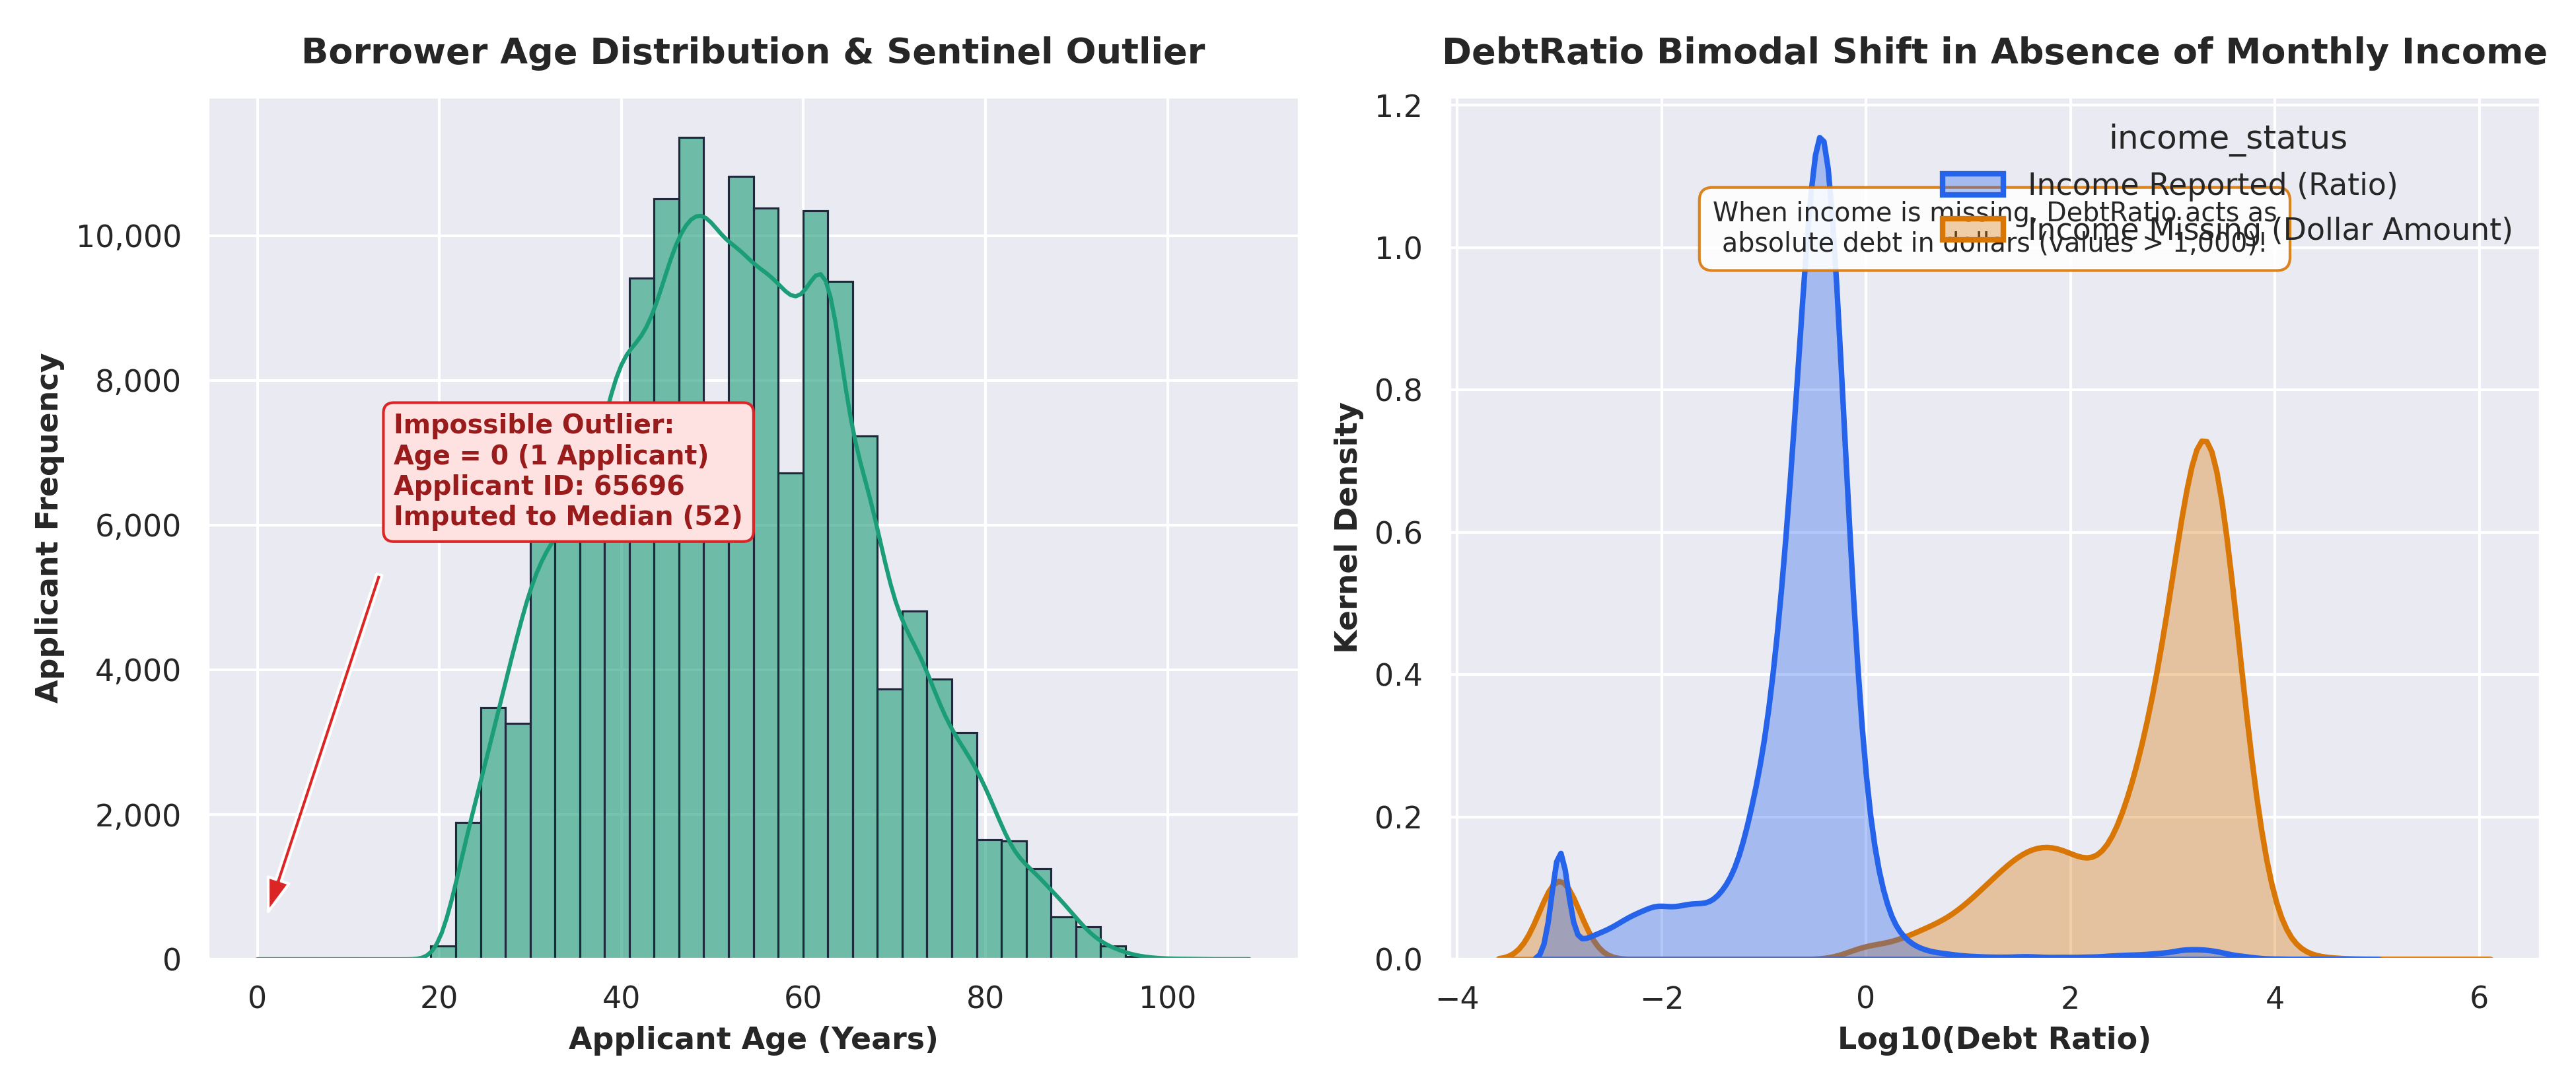 Borrower Age Distribution & Sentinel Outlier
Applicant Frequency
10,000
8,000
6,000
4,000
2,000
0
Impossible Outlier:
Age = 0 (1 Applicant)
Applicant ID: 65696
Imputed to Median (52)
0
20
40
60
80
100
Applicant Age (Years)
DebtRatio Bimodal Shift in Absence of Monthly Income
Kernel Density
1.2
1.0
0.8
0.6
0.4
0.2
0.0
income_status
Income Reported (Ratio)
Income Missing (Dollar Amount)
When income is missing, DebtRatio acts as
absolute debt in dollars (values > 1,000)!
−4
−2
0
2
4
6
Log10(Debt Ratio)